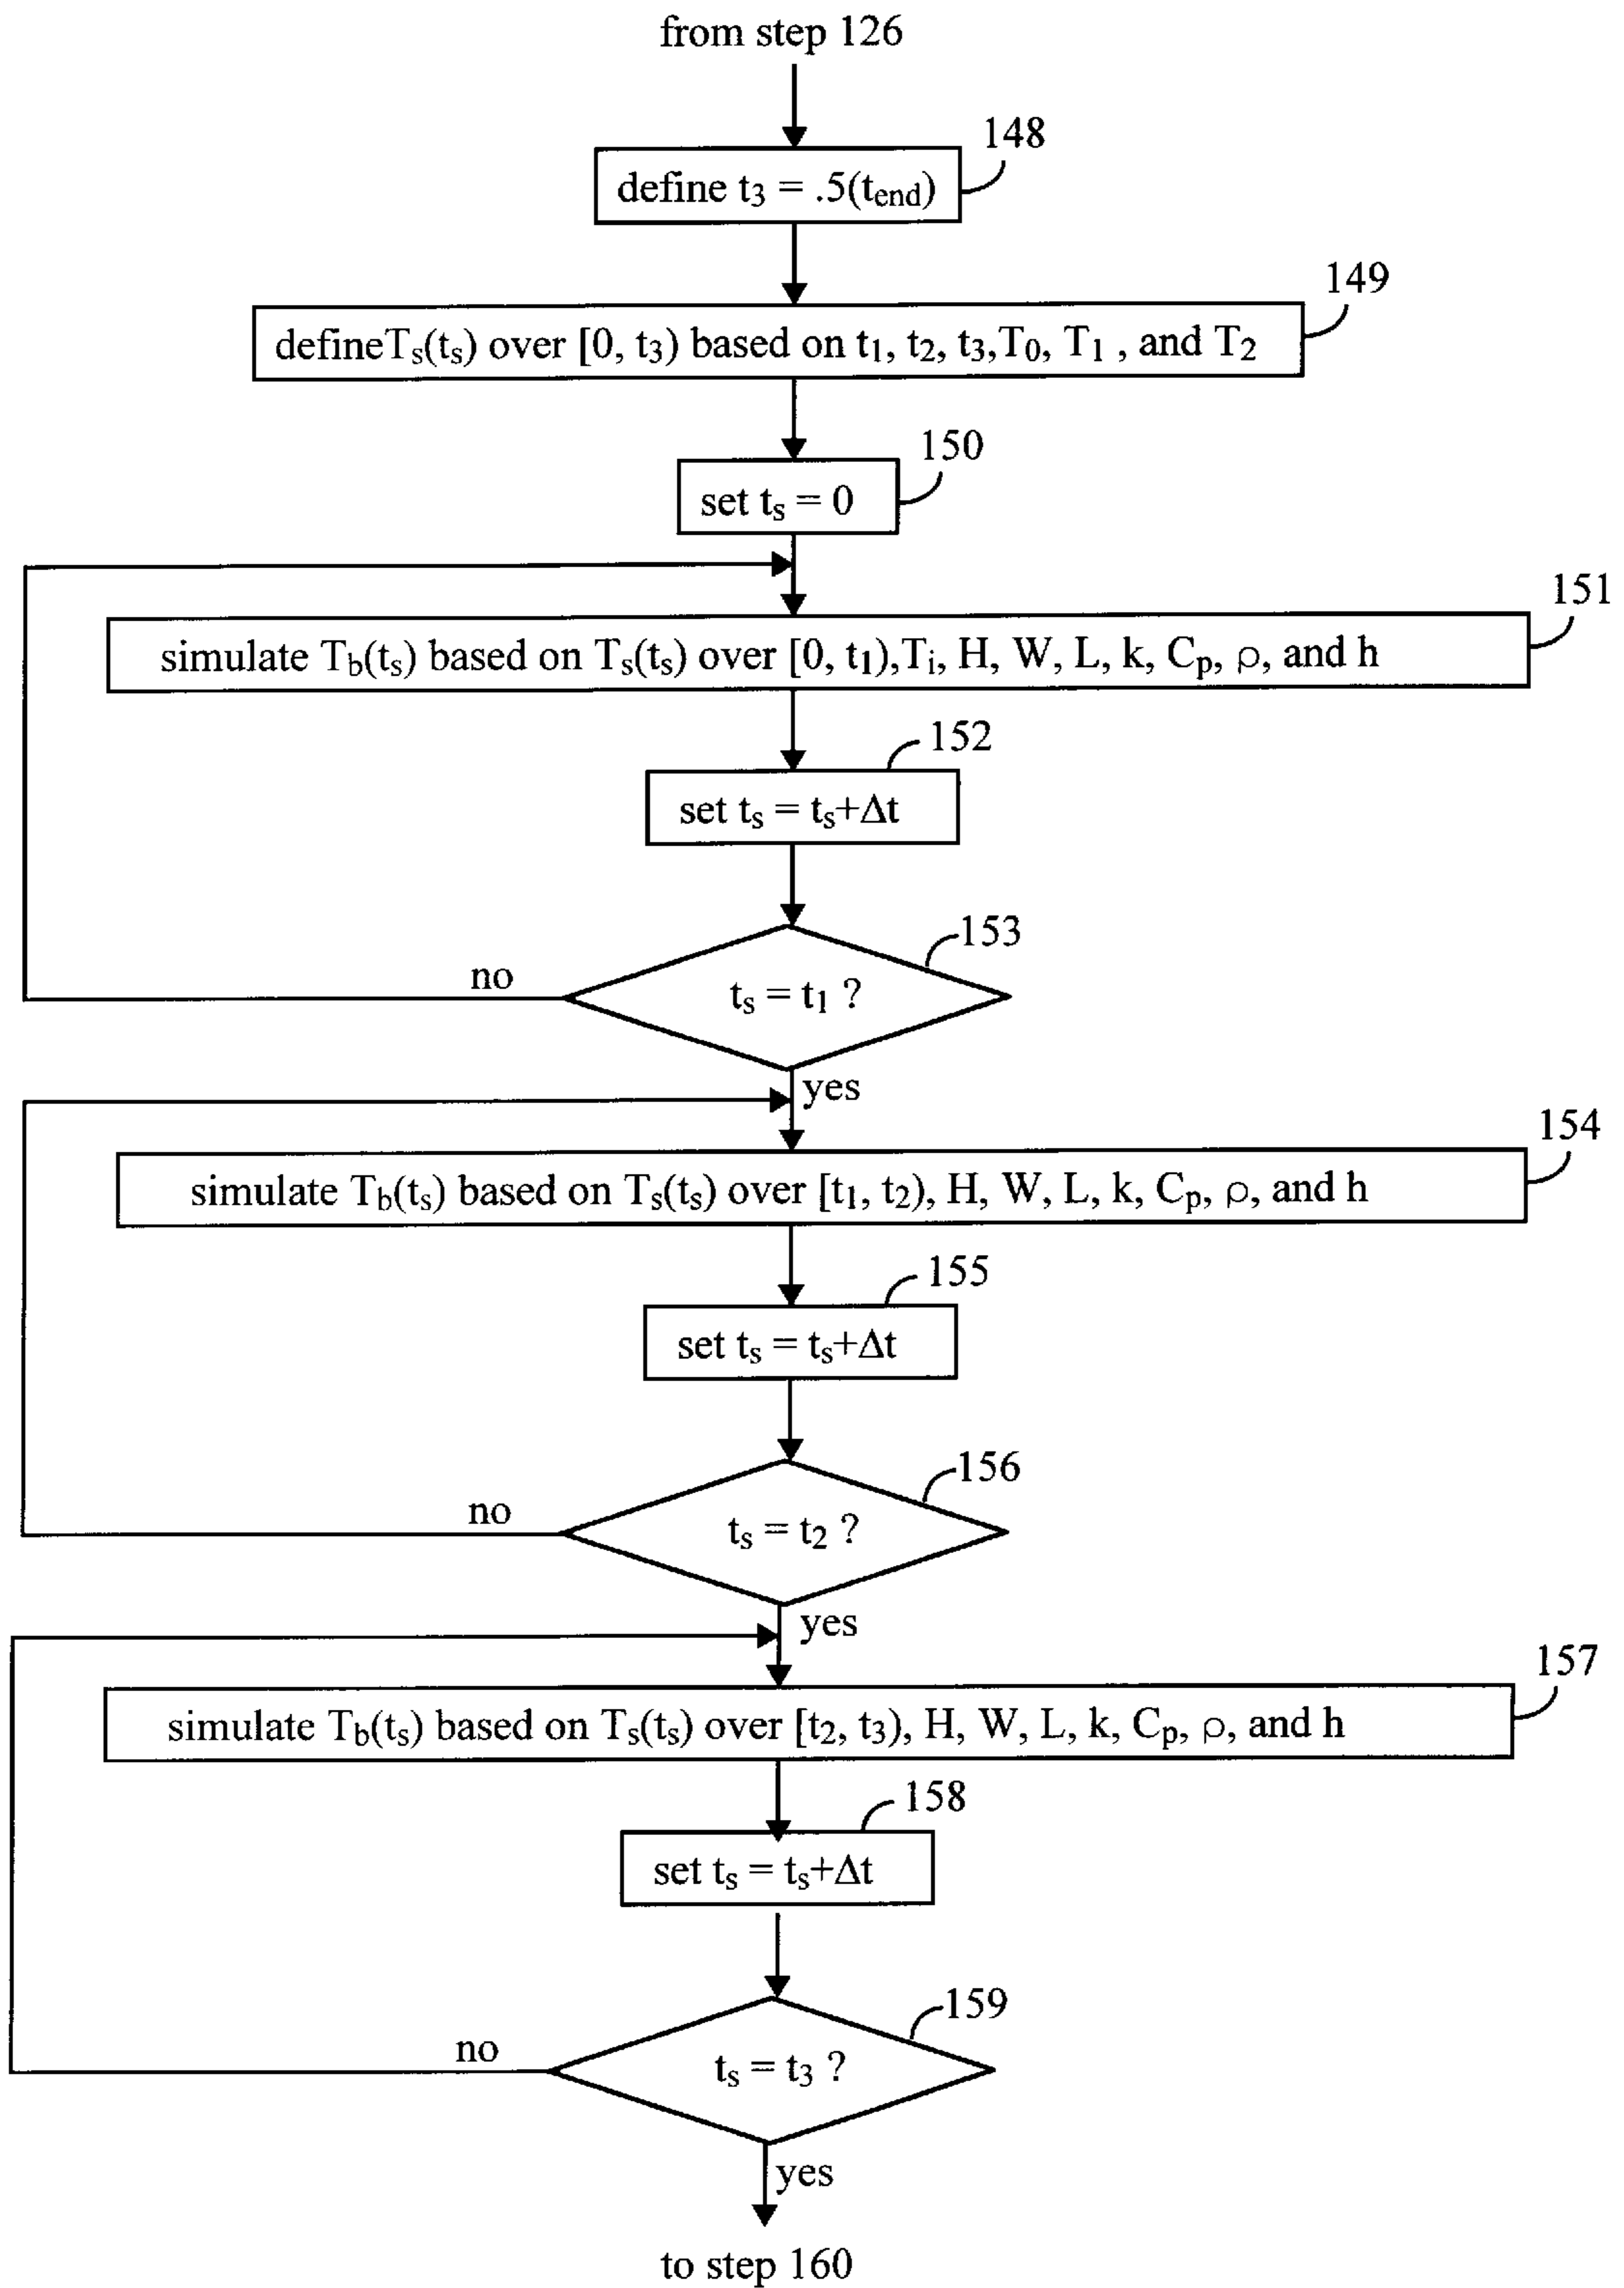 from step 126
148
define t₃ = .5(tₑₙd)
149
defineTₛ(tₛ) over [0, t₃) based on t₁, t₂, t₃,T₀, T₁ , and T₂
150
set tₛ = 0
151
simulate T_b(tₛ) based on Tₛ(tₛ) over [0, t₁),Tᵢ, H, W, L, k, Cₚ, ρ, and h
152
set tₛ = tₛ+Δt
153
no
tₛ = t₁ ?
yes
154
simulate T_b(tₛ) based on Tₛ(tₛ) over [t₁, t₂), H, W, L, k, Cₚ, ρ, and h
155
set tₛ = tₛ+Δt
156
no
tₛ = t₂ ?
yes
157
simulate T_b(tₛ) based on Tₛ(tₛ) over [t₂, t₃), H, W, L, k, Cₚ, ρ, and h
158
set tₛ = tₛ+Δt
159
no
tₛ = t₃ ?
yes
to step 160